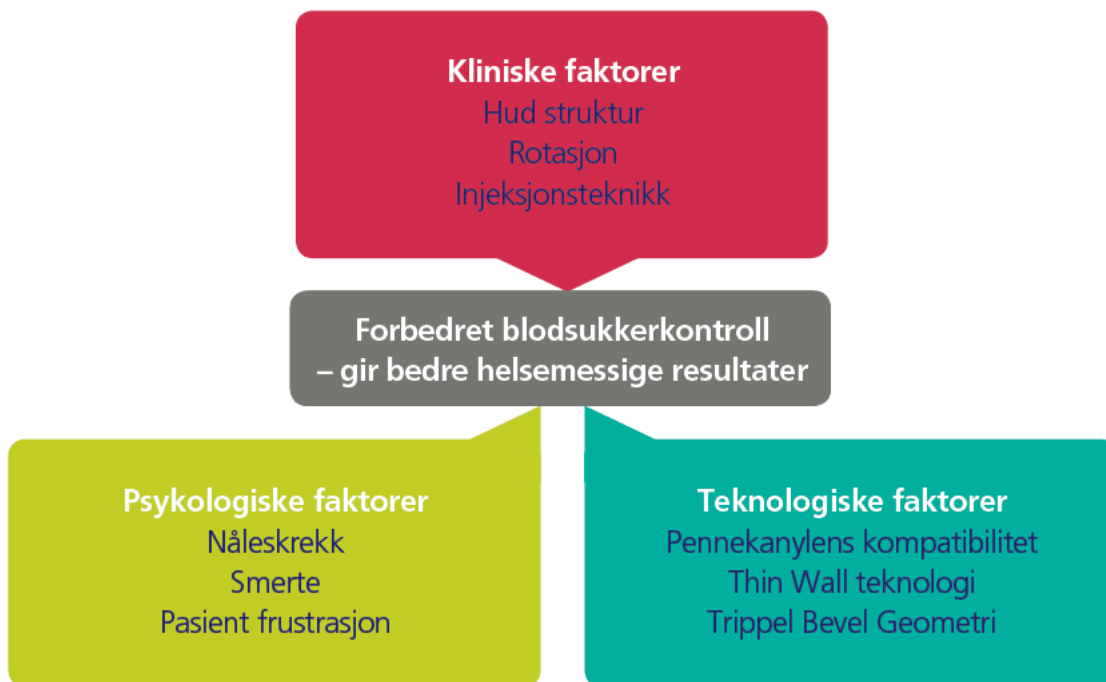 Kliniske faktorer
Hud struktur
Rotasjon
Injeksjonsteknikk
Forbedret blodsukkerkontroll
– gir bedre helsemessige resultater
Psykologiske faktorer
Nåleskrekk
Smerte
Pasient frustrasjon
Teknologiske faktorer
Pennekanylens kompatibilitet
Thin Wall teknologi
Trippel Bevel Geometri